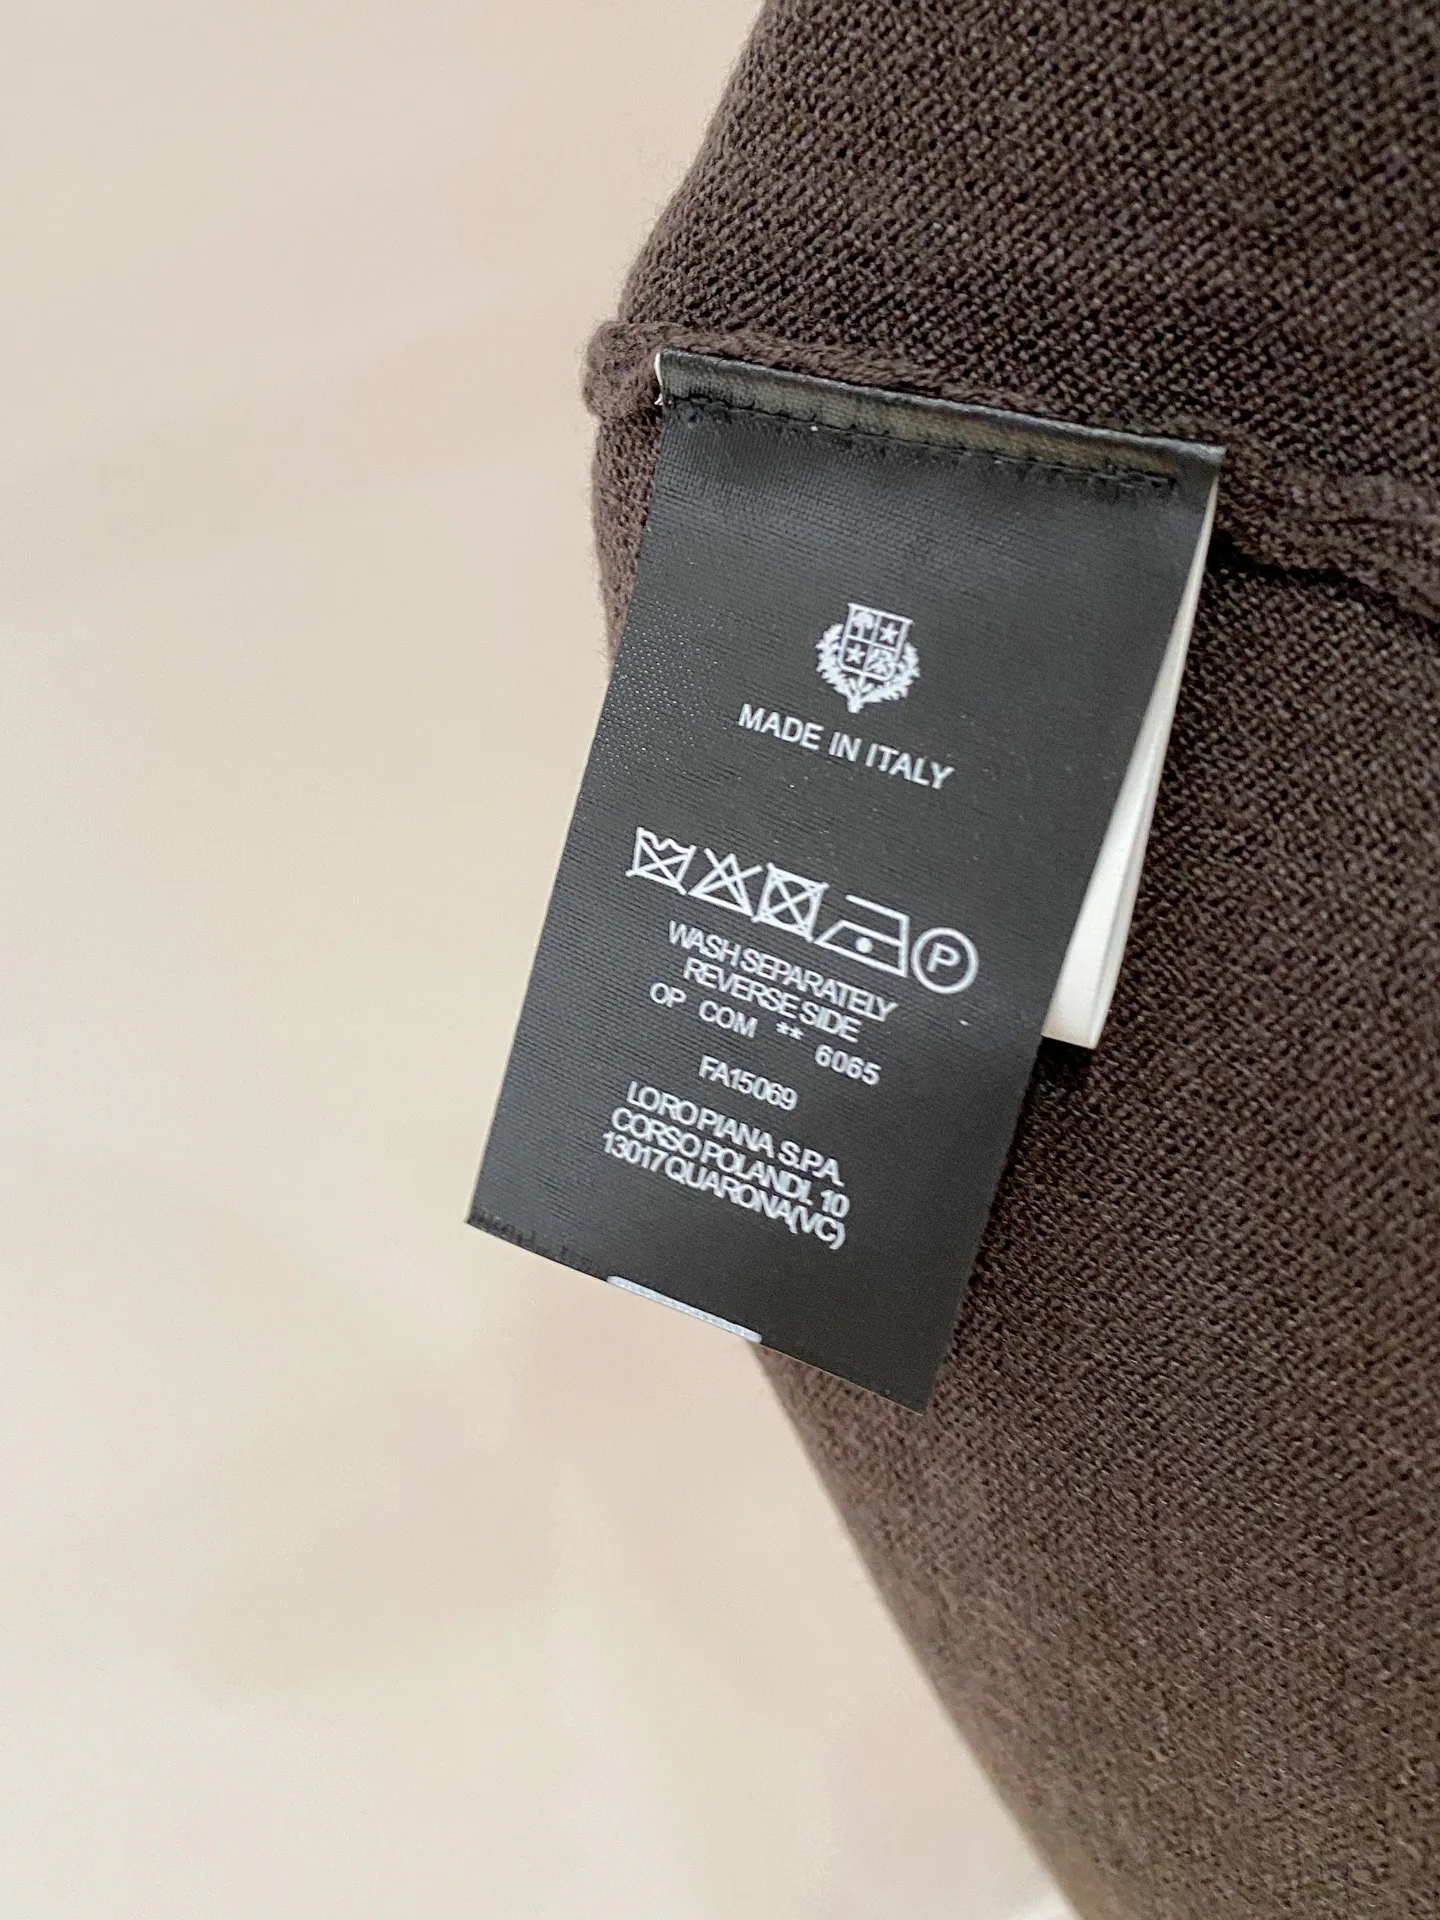 MADE IN ITALY
P
WASH SEPARATELY
REVERSE SIDE
OP COM ** 6065
FA15069
LORO PIANA S.P.A.
CORSO POLANDI. 10
13017 QUARONA(VC)